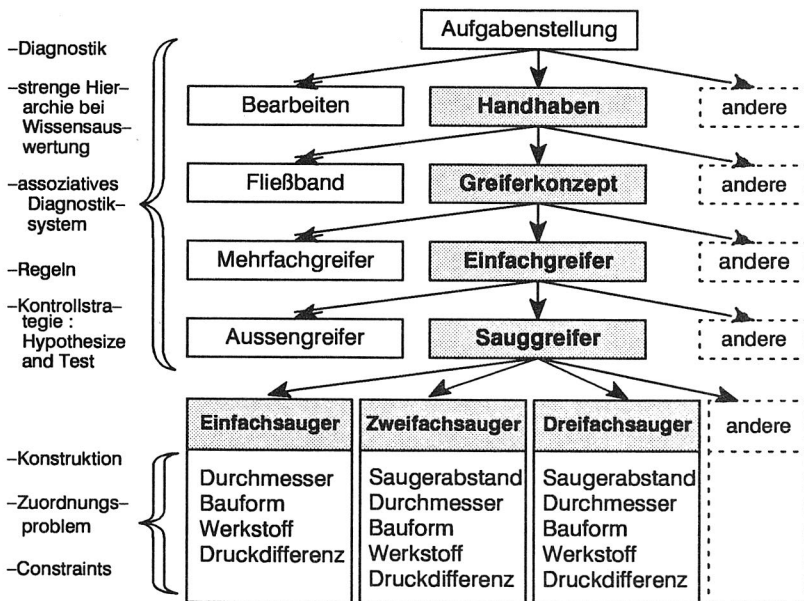 Aufgabenstellung
–Diagnostik
–strenge Hier-
archie bei
Wissensaus-
wertung
–assoziatives
Diagnostik-
system
–Regeln
–Kontrollstra-
tegie :
Hypothesize
and Test
Bearbeiten
Handhaben
andere
Fließband
Greiferkonzept
andere
Mehrfachgreifer
Einfachgreifer
andere
Aussengreifer
Sauggreifer
andere
–Konstruktion
–Zuordnungs-
problem
–Constraints
Einfachsauger
Durchmesser
Bauform
Werkstoff
Druckdifferenz
Zweifachsauger
Saugerabstand
Durchmesser
Bauform
Werkstoff
Druckdifferenz
Dreifachsauger
Saugerabstand
Durchmesser
Bauform
Werkstoff
Druckdifferenz
andere